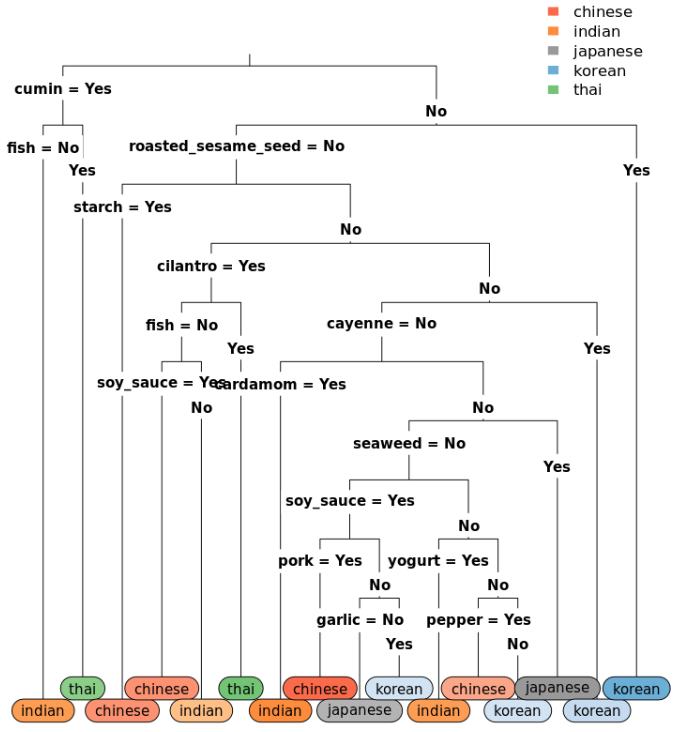 chinese
indian
japanese
korean
thai
cumin = Yes
No
fish = No
roasted_sesame_seed = No
Yes
Yes
starch = Yes
No
cilantro = Yes
No
fish = No
cayenne = No
Yes
Yes
soy_sauce = Yes
cardamom = Yes
No
No
seaweed = No
Yes
soy_sauce = Yes
No
pork = Yes
yogurt = Yes
No
No
garlic = No
pepper = Yes
Yes
No
thai
chinese
thai
chinese
korean
chinese
japanese
korean
indian
chinese
indian
indian
japanese
indian
korean
korean